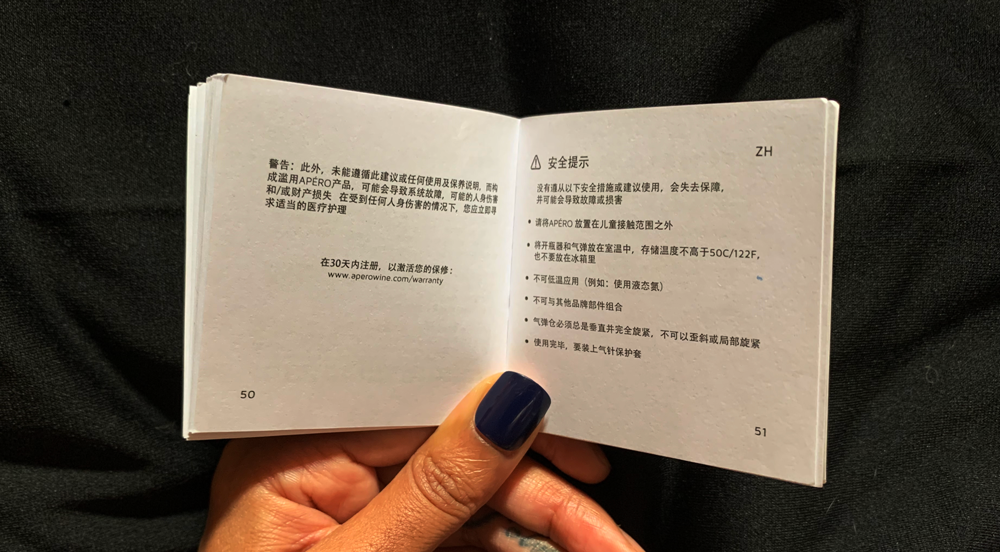 警告：此外，未能遵循此建议或任何使用及保养说明，而构
成滥用APÉRO产品，可能会导致系统故障，可能的人身伤害
和/或财产损失 在受到任何人身伤害的情况下，您应立即寻
求适当的医疗护理
在30天内注册，以激活您的保修：
www.aperowine.com/warranty
50
ZH
安全提示
没有遵从以下安全措施或建议使用，会失去保障，
并可能会导致故障或损害
• 请将APÉRO 放置在儿童接触范围之外
• 将开瓶器和气弹放在室温中，存储温度不高于50C/122F，
也不要放在冰箱里
• 不可低温应用（例如：使用液态氮）
• 不可与其他品牌部件组合
• 气弹仓必须总是垂直并完全旋紧，不可以歪斜或局部旋紧
• 使用完毕，要装上气针保护套
51